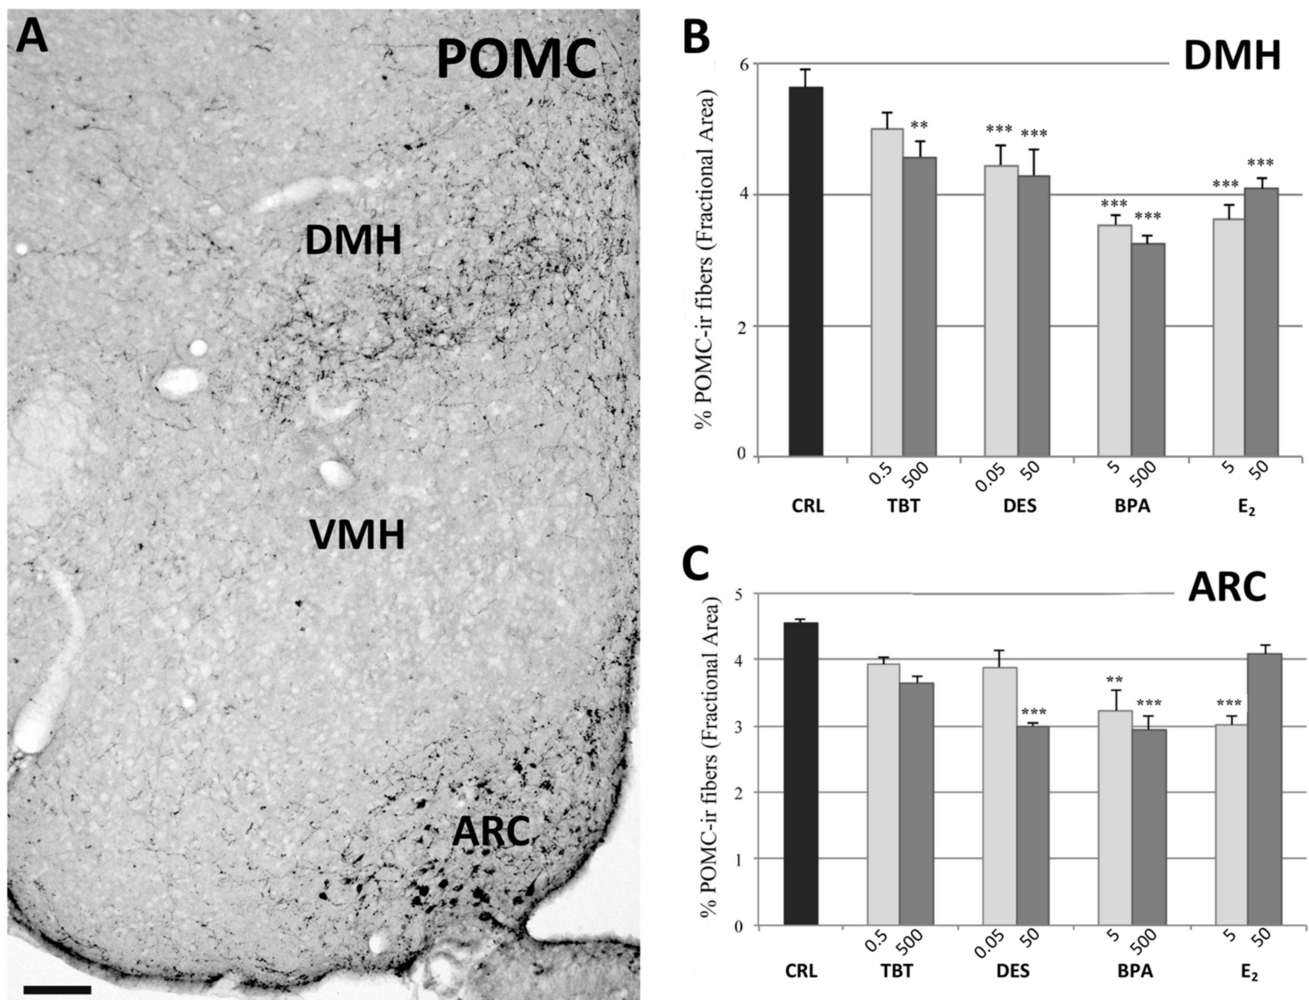 A
POMC
DMH
VMH
ARC
B
DMH
% POMC-ir fibers (Fractional Area)
6
4
2
0
**
***
***
***
***
***
***
0.5
500
0.05
50
5
500
5
50
CRL
TBT
DES
BPA
E₂
C
ARC
% POMC-ir fibers (Fractional Area)
5
4
3
2
1
0
***
**
***
***
0.5
500
0.05
50
5
500
5
50
CRL
TBT
DES
BPA
E₂